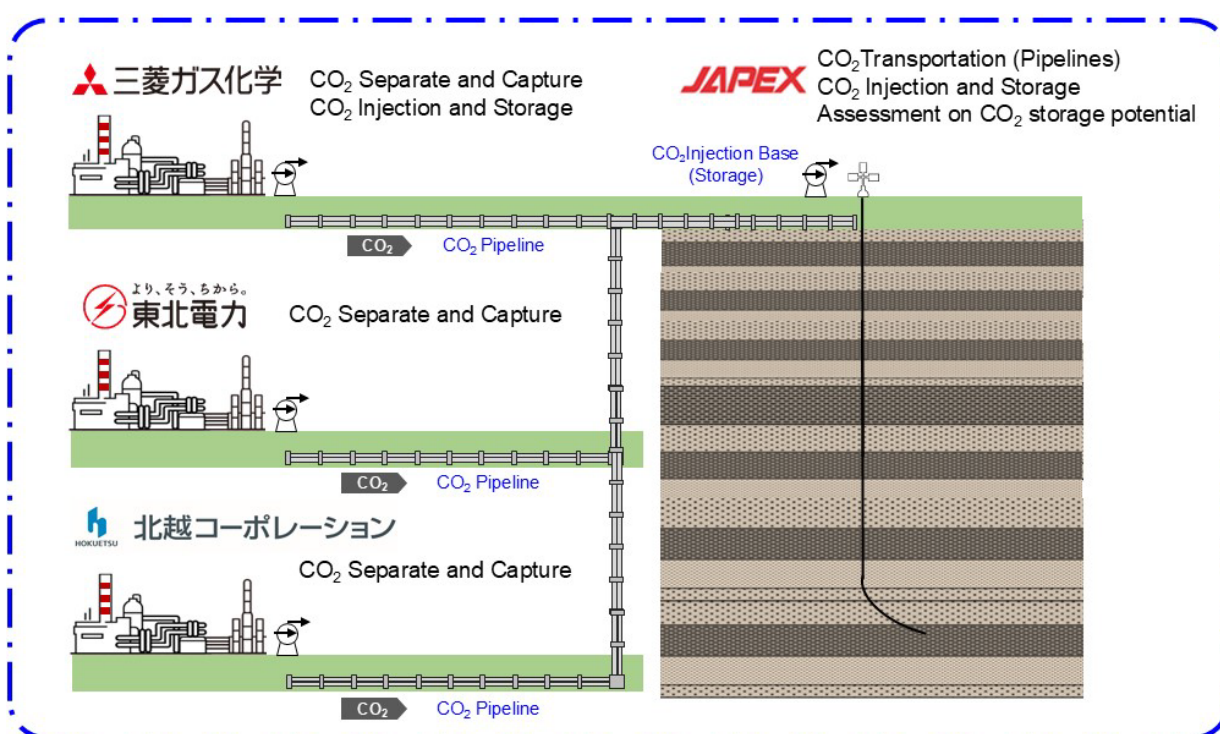 三菱ガス化学
CO₂ Separate and Capture
CO₂ Injection and Storage
JAPEX
CO₂Transportation (Pipelines)
CO₂ Injection and Storage
Assessment on CO₂ storage potential
CO₂Injection Base
(Storage)
CO₂
CO₂ Pipeline
より、そう、ちから。
東北電力
CO₂ Separate and Capture
CO₂
CO₂ Pipeline
HOKUETSU
北越コーポレーション
CO₂ Separate and Capture
CO₂
CO₂ Pipeline